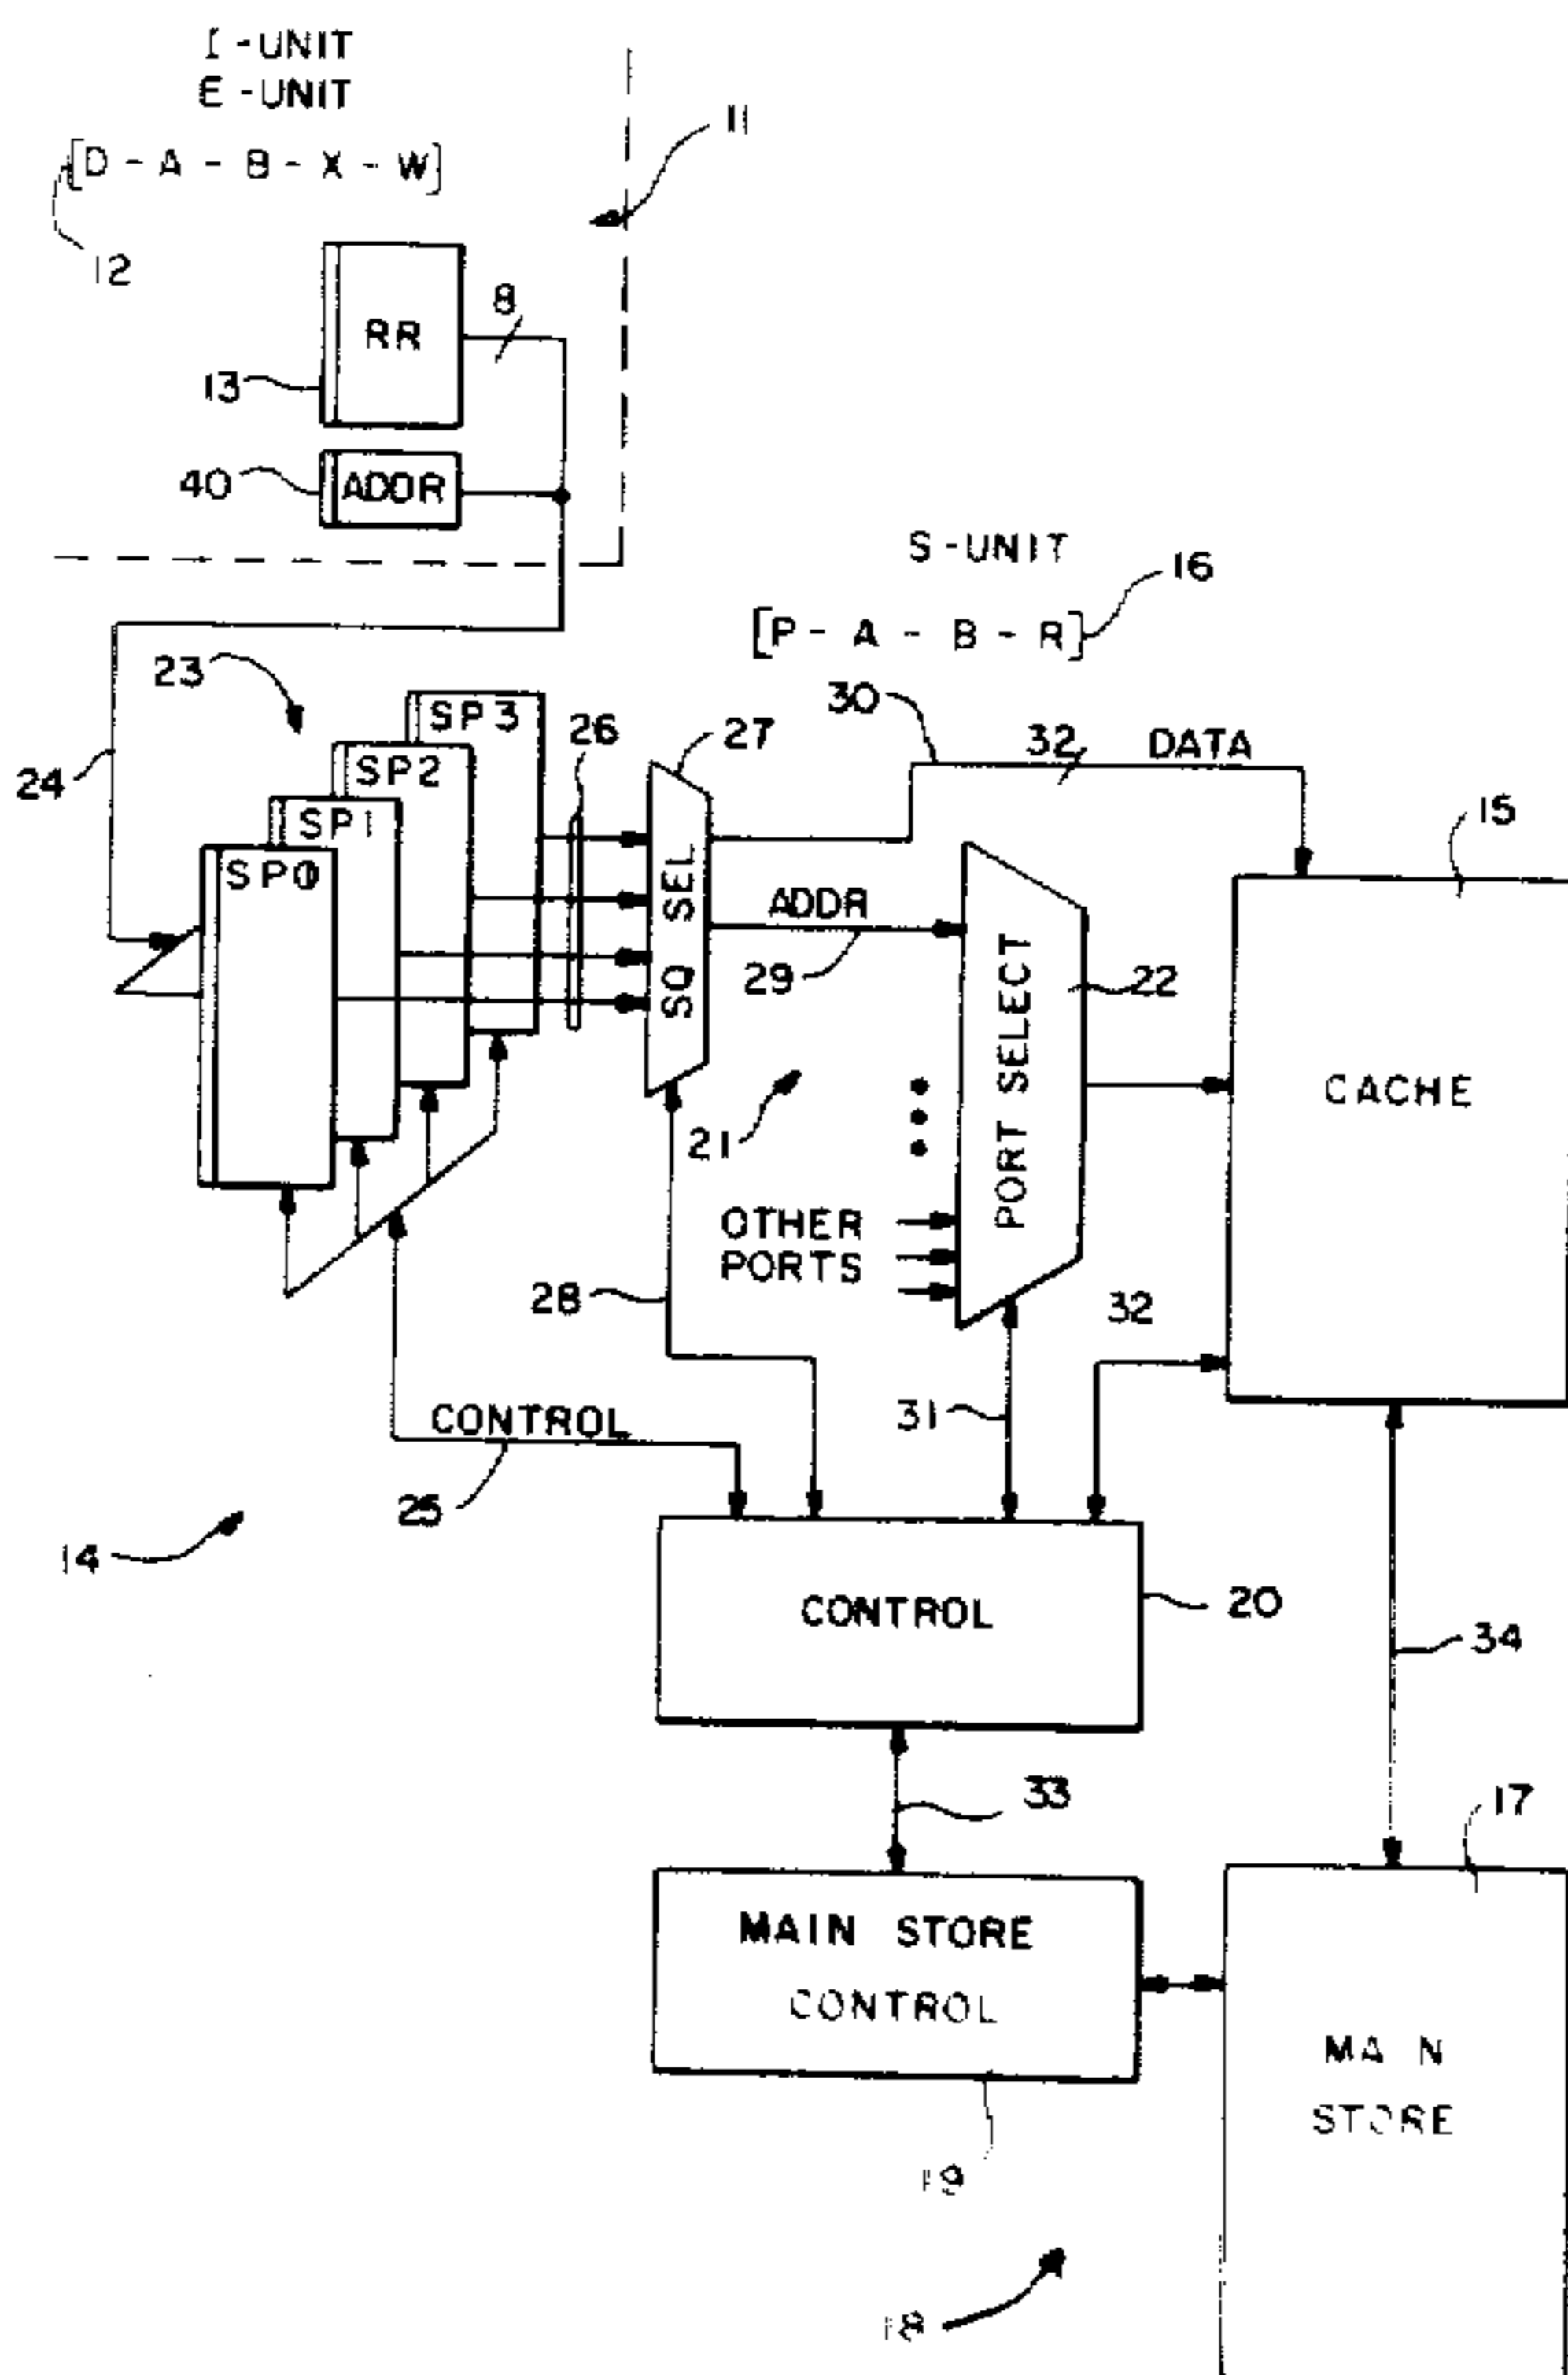 I-UNIT
E-UNIT
[D-A-B-X-W]
11
12
RR
8
13
40
ADDR
S-UNIT
16
[P-A-B-R]
23
24
SP3
SP2
SP1
SP0
26
27
30
32
DATA
15
SQ SEL
ADDR
29
22
PORT SELECT
CACHE
21
OTHER
PORTS
28
32
31
CONTROL
25
14
CONTROL
20
34
33
17
MAIN STORE
CONTROL
MA N
STORE
19
18